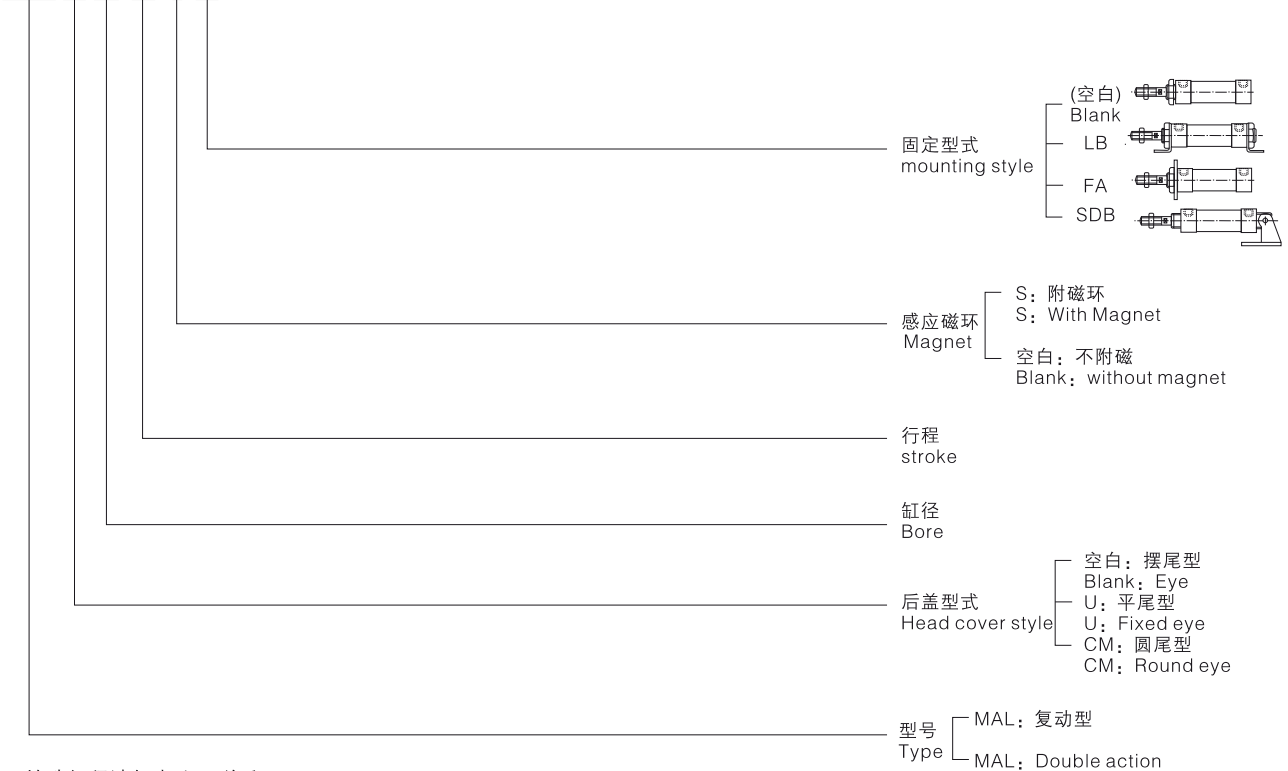 (空白)
Blank
固定型式
mounting style
LB
FA
SDB
感应磁环
Magnet
S：附磁环
S：With Magnet
空白：不附磁
Blank：without magnet
行程
stroke
缸径
Bore
后盖型式
Head cover style
空白：摆尾型
Blank：Eye
U：平尾型
U：Fixed eye
CM：圆尾型
CM：Round eye
型号
Type
MAL：复动型
MAL：Double action